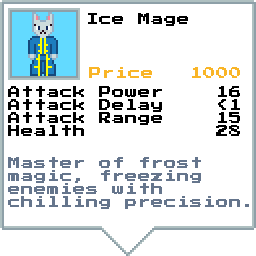 Ice Mage
Price 1000
Attack Power 16
Attack Delay <1
Attack Range 15
Health 28
Master of frost
magic, freezing
enemies with
chilling precision.